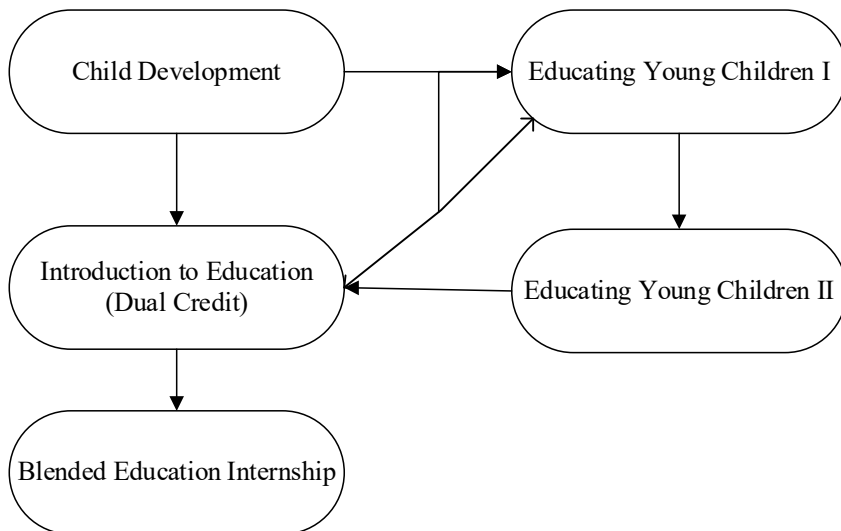 Child Development
Educating Young Children I
Introduction to Education
(Dual Credit)
Educating Young Children II
Blended Education Internship